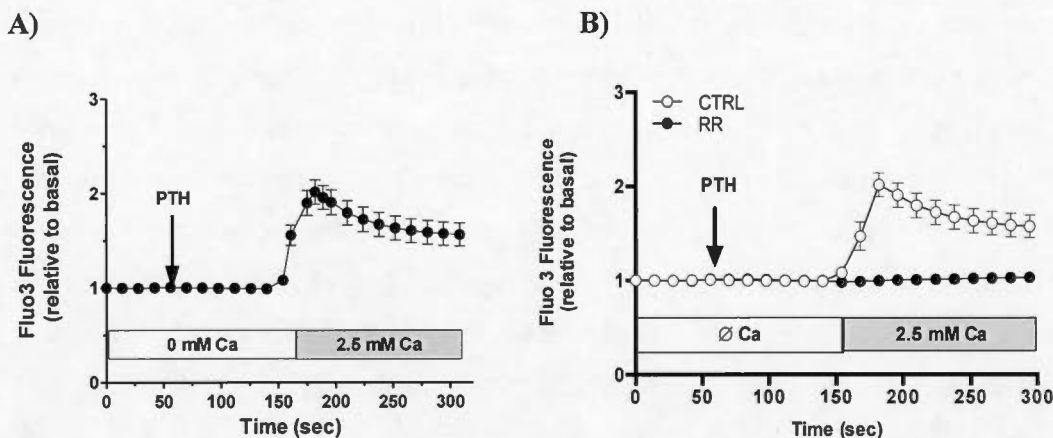 A)
Fluo3 Fluorescence
(relative to basal)
3
2
1
0
PTH
0 mM Ca
2.5 mM Ca
0
50
100
150
200
250
300
Time (sec)
B)
Fluo 3 Fluorescence
(relative to basal)
3
2
1
0
CTRL
RR
PTH
Ø Ca
2.5 mM Ca
0
50
100
150
200
250
300
Time (sec)